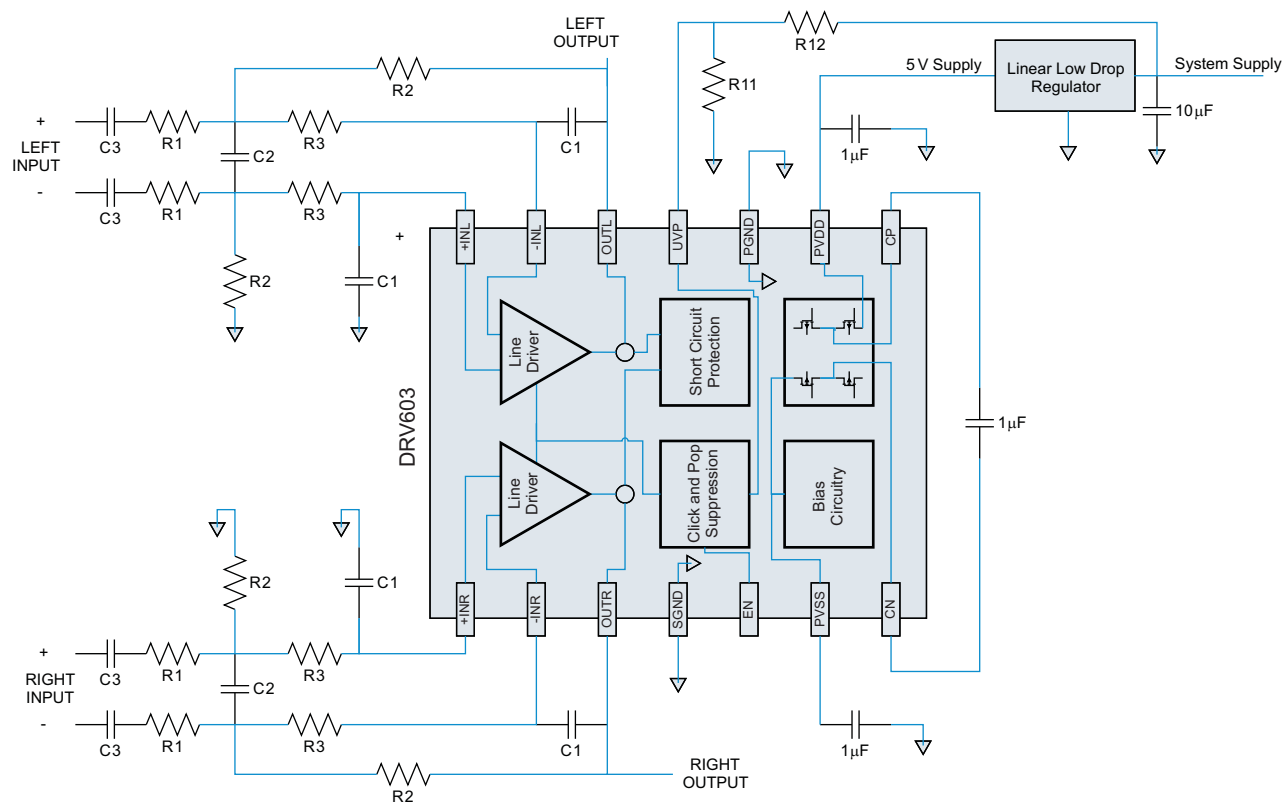 LEFT
OUTPUT
R12
R2
R11
5 V Supply
Linear Low Drop
Regulator
System Supply
10µF
+
LEFT
INPUT
-
C3
R1
R3
C1
C2
1µF
C3
R1
R3
R2
C1
+
+INL
-INL
OUTL
UVP
PGND
PVDD
CP
Line
Driver
Short Circuit
Protection
DRV603
1µF
Line
Driver
Click and Pop
Suppression
Bias
Circuitry
+INR
-INR
OUTR
SGND
EN
PVSS
CN
R2
C1
+
RIGHT
INPUT
-
C3
R1
R3
C2
C3
R1
R3
C1
1µF
R2
RIGHT
OUTPUT